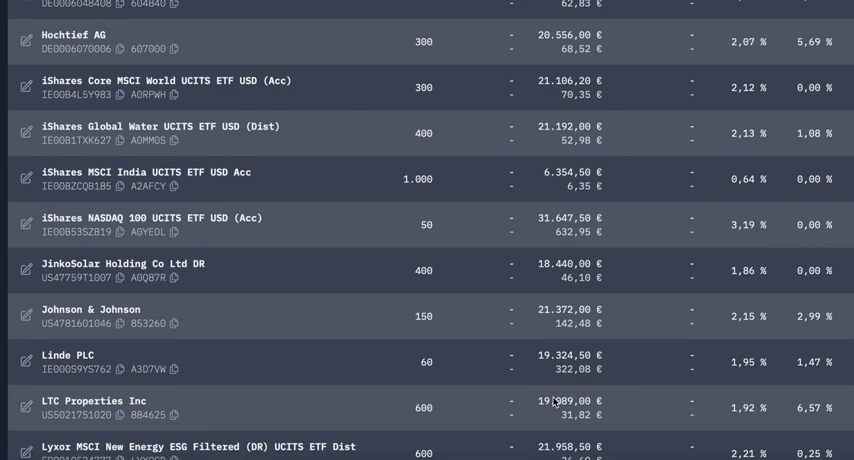 DE0006048408 604840 - 62,83 €
Hochtief AG
DE0006070006 607000
300
- 20.556,00 € -
- 68,52 € -
2,07 % 5,69 %
iShares Core MSCI World UCITS ETF USD (Acc)
IE00B4L5Y983 A0RPWH
300
- 21.106,20 € -
- 70,35 € -
2,12 % 0,00 %
iShares Global Water UCITS ETF USD (Dist)
IE00B1TXK627 A0MM0S
400
- 21.192,00 € -
- 52,98 € -
2,13 % 1,08 %
iShares MSCI India UCITS ETF USD Acc
IE00BZCQB185 A2AFCY
1.000
- 6.354,50 € -
- 6,35 € -
0,64 % 0,00 %
iShares NASDAQ 100 UCITS ETF USD (Acc)
IE00B53SZB19 A0YEDL
50
- 31.647,50 € -
- 632,95 € -
3,19 % 0,00 %
JinkoSolar Holding Co Ltd DR
US47759T1007 A0Q87R
400
- 18.440,00 € -
- 46,10 € -
1,86 % 0,00 %
Johnson & Johnson
US4781601046 853260
150
- 21.372,00 € -
- 142,48 € -
2,15 % 2,99 %
Linde PLC
IE000S9YS762 A3D7VW
60
- 19.324,50 € -
- 322,08 € -
1,95 % 1,47 %
LTC Properties Inc
US5021751020 884625
600
- -
- 31,82 € -
1,92 % 6,57 %
Lyxor MSCI New Energy ESG Filtered (DR) UCITS ETF Dist
600
- 21.958,50 € -
2,21 % 0,25 %